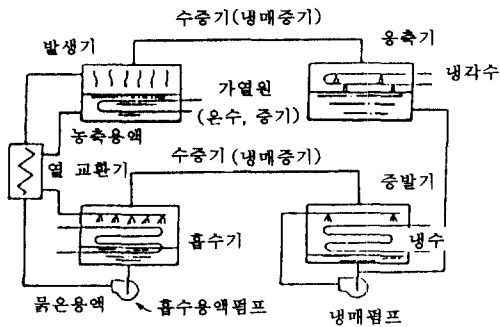 수증기(냉매증기)
발생기
응축기
냉각수
가열원
(온수, 증기)
농축용액
열 교환기
수증기(냉매증기)
증발기
흡수기
냉수
묽은용액
흡수용액펌프
냉매펌프